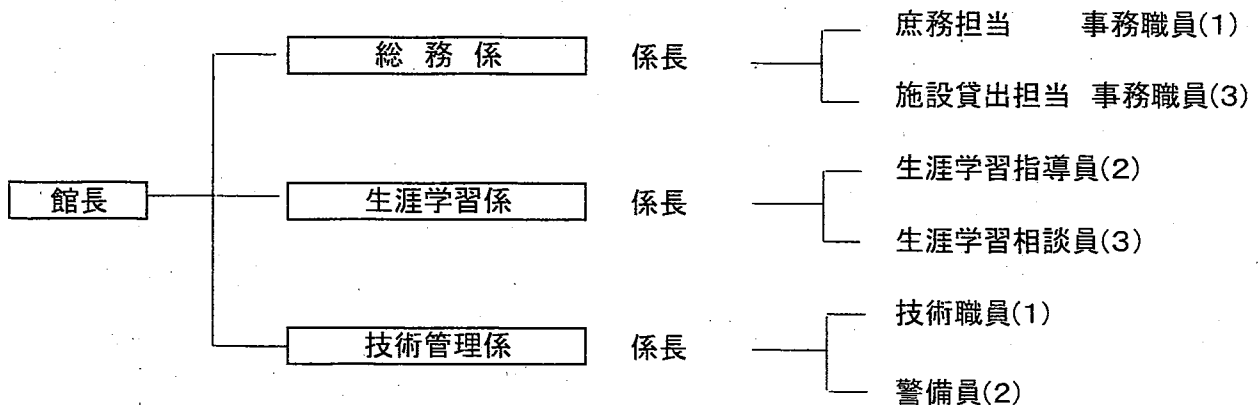 庶務担当 事務職員(1)
総務係 係長
施設貸出担当 事務職員(3)
生涯学習指導員(2)
館長 生涯学習係 係長
生涯学習相談員(3)
技術職員(1)
技術管理係 係長
警備員(2)